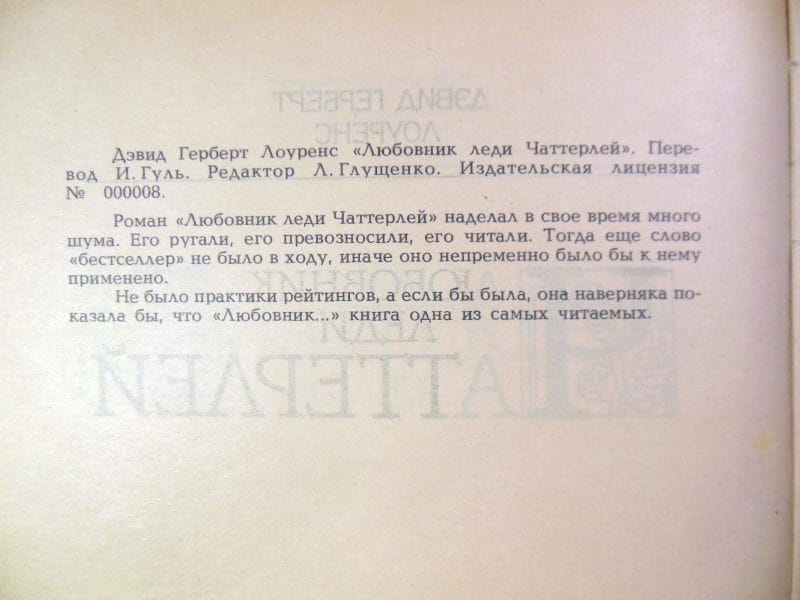 Дэвид Герберт Лоуренс «Любовник леди Чаттерлей». Пере-
вод И. Гуль. Редактор Л. Глущенко. Издательская лицензия
№ 000008.
Роман «Любовник леди Чаттерлей» наделал в свое время много
шума. Его ругали, его превозносили, его читали. Тогда еще слово
«бестселлер» не было в ходу, иначе оно непременно было бы к нему
применено.
Не было практики рейтингов, а если бы была, она наверняка по-
казала бы, что «Любовник...» книга одна из самых читаемых.